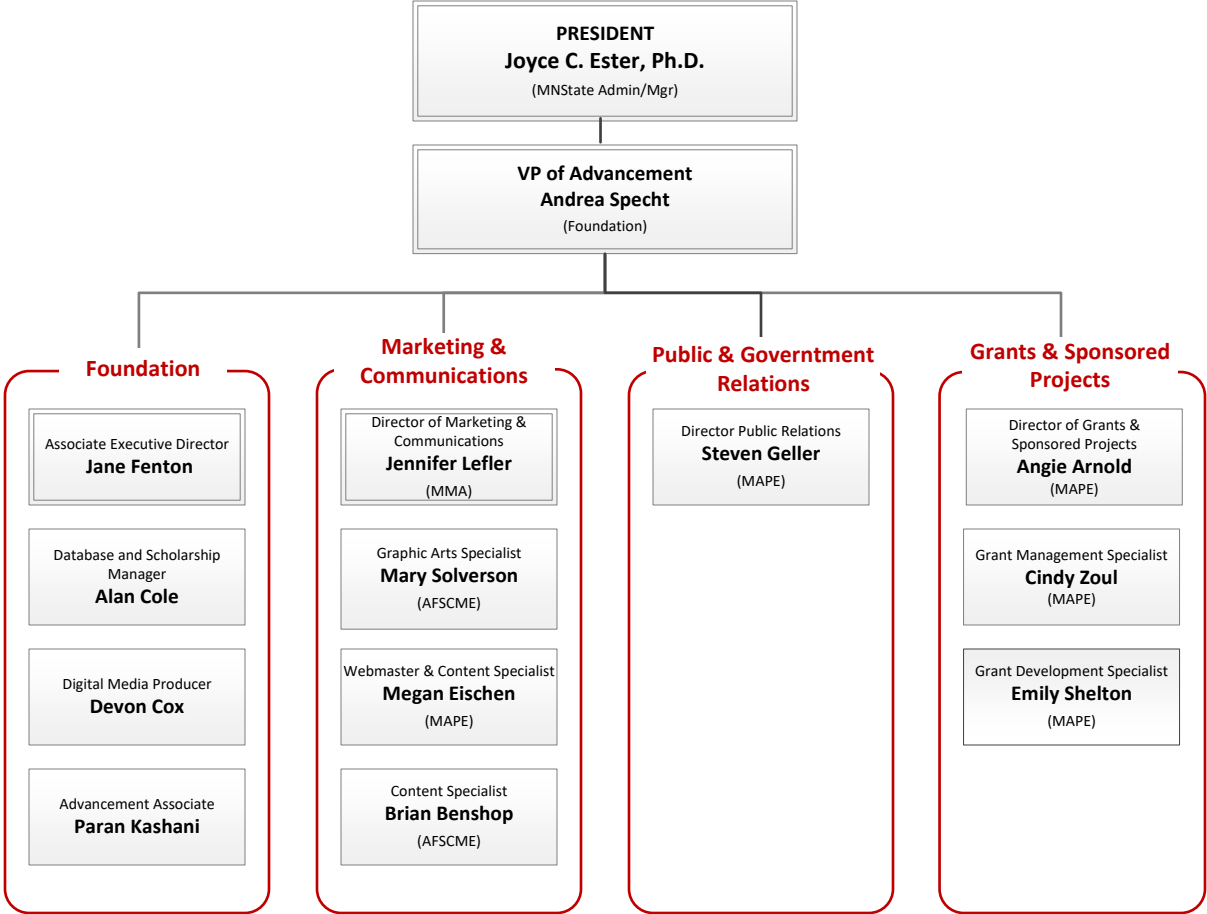 PRESIDENT
Joyce C. Ester, Ph.D.
(MNState Admin/Mgr)
VP of Advancement
Andrea Specht
(Foundation)
Foundation
Associate Executive Director
Jane Fenton
Database and Scholarship
Manager
Alan Cole
Digital Media Producer
Devon Cox
Advancement Associate
Paran Kashani
Marketing &
Communications
Director of Marketing &
Communications
Jennifer Lefler
(MMA)
Graphic Arts Specialist
Mary Solverson
(AFSCME)
Webmaster & Content Specialist
Megan Eischen
(MAPE)
Content Specialist
Brian Benshop
(AFSCME)
Public & Governtment
Relations
Director Public Relations
Steven Geller
(MAPE)
Grants & Sponsored
Projects
Director of Grants &
Sponsored Projects
Angie Arnold
(MAPE)
Grant Management Specialist
Cindy Zoul
(MAPE)
Grant Development Specialist
Emily Shelton
(MAPE)